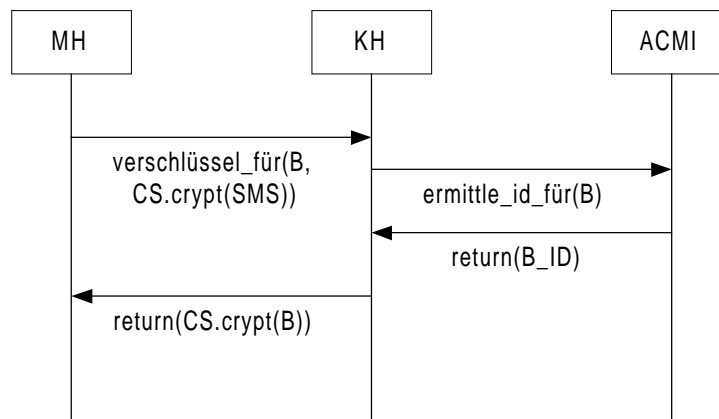 MH
KH
ACMI
verschlüssel_für(B,
CS.crypt(SMS))
ermittle_id_für(B)
return(B_ID)
return(CS.crypt(B))